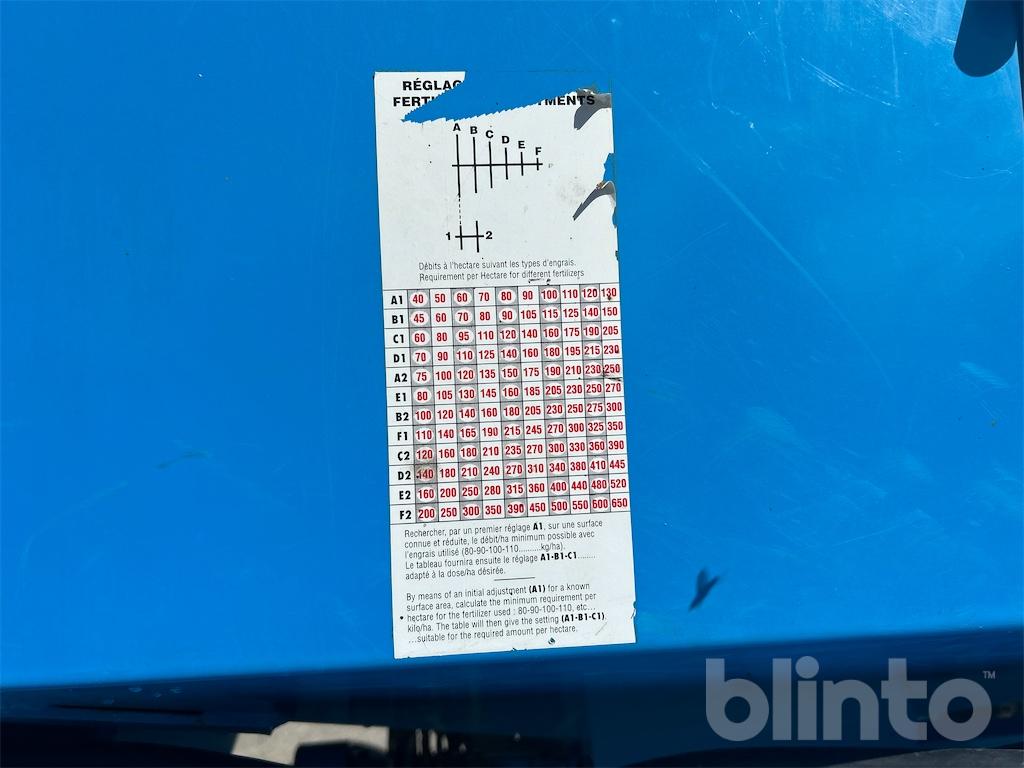 RÉGLAG
FERT MENTS
A B C D E F
1 2
Débits à l'hectare suivant les types d'engrais.
Requirement per Hectare for different fertilizers
A1 40 50 60 70 80 90 100 110 120 130
B1 45 60 70 80 90 105 115 125 140 150
C1 60 80 95 110 120 140 160 175 190 205
D1 70 90 110 125 140 160 180 195 215 230
A2 75 100 120 135 150 175 190 210 230 250
E1 80 105 130 145 160 185 205 230 250 270
B2 100 120 140 160 180 205 230 250 275 300
F1 110 140 165 190 215 245 270 300 325 350
C2 120 160 180 210 235 270 300 330 360 390
D2 140 180 210 240 270 310 340 380 410 445
E2 160 200 250 280 315 360 400 440 480 520
F2 200 250 300 350 390 450 500 550 600 650
Rechercher, par un premier réglage A1, sur une surface
connue et réduite, le débit/ha minimum possible avec
l'engrais utilisé (80-90-100-110..........kg/ha).
Le tableau fournira ensuite le réglage A1-B1-C1........
adapté à la dose/ha désirée.
By means of an initial adjustment (A1) for a known
surface area, calculate the minimum requirement per
• hectare for the fertilizer used : 80-90-100-110, etc...
kilo/ha. The table will then give the setting (A1-B1-C1).
...suitable for the required amount per hectare.
blinto™